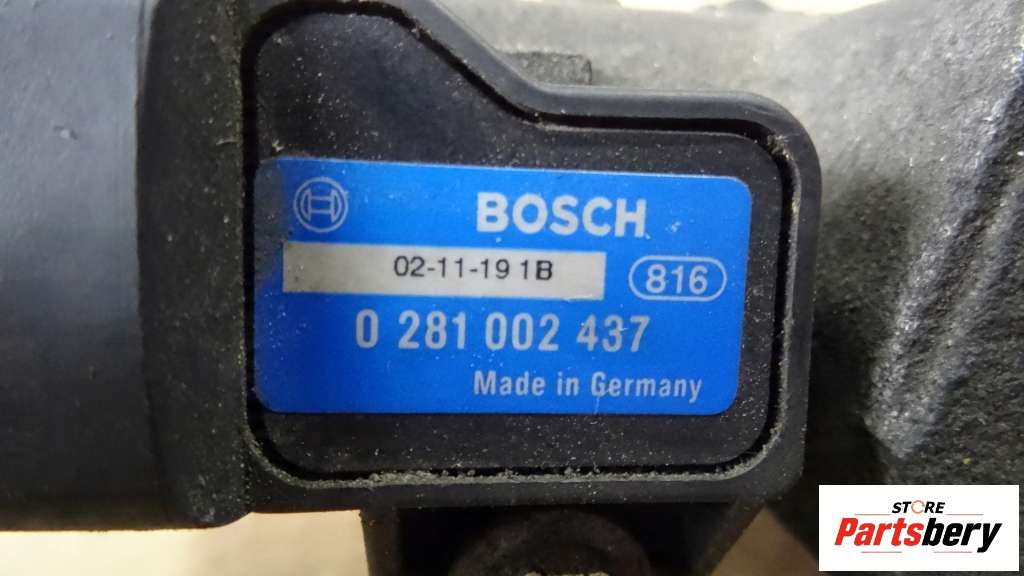 BOSCH
02-11-19 1B
816
0 281 002 437
Made in Germany
STORE
Partsbery